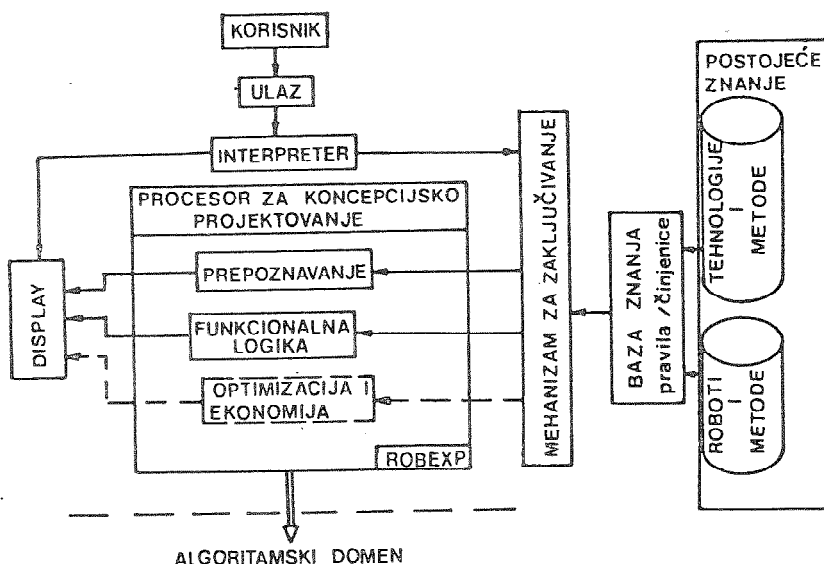 KORISNIK
ULAZ
INTERPRETER
PROCESOR ZA KONCEPCIJSKO
PROJEKTOVANJE
PREPOZNAVANJE
FUNKCIONALNA
LOGIKA
OPTIMIZACIJA I
EKONOMIJA
ROBEXP
DISPLAY
MEHANIZAM ZA ZAKLJUČIVANJE
BAZA ZNANJA
pravila /činjenice
POSTOJEĆE
ZNANJE
TEHNOLOGIJE
I
METODE
ROBOTI
I
METODE
ALGORITAMSKI DOMEN